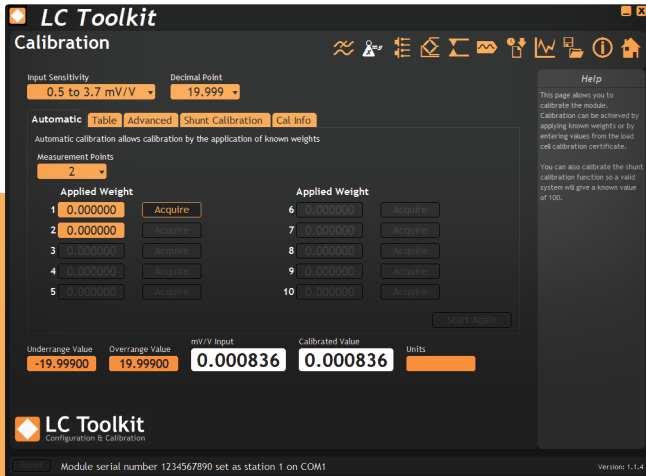 LC Toolkit
Calibration
Input Sensitivity
Decimal Point
0.5 to 3.7 mV/V
19.999
Automatic
Table
Advanced
Shunt Calibration
Cal Info
Automatic calibration allows calibration by the application of known weights
Measurement Points
2
Applied Weight
1 0.000000 Acquire
2 0.000000 Acquire
3 0.000000 Acquire
4 0.000000 Acquire
5 0.000000 Acquire
Applied Weight
6 0.000000 Acquire
7 0.000000 Acquire
8 0.000000 Acquire
9 0.000000 Acquire
10 0.000000 Acquire
Start Again
Underrange Value
Overrange Value
mV/V Input
Calibrated Value
Units
-19.99900
19.99900
0.000836
0.000836
Help
This page allows you to
calibrate the module.
Calibration can be achieved by
applying known weights or by
entering values from the load
cell calibration certificate.
You can also calibrate the shunt
calibration function so a valid
system will give a known value
of 100.
LC Toolkit
Configuration & Calibration
Reset
Module serial number 1234567890 set as station 1 on COM1
Version: 1.1.4